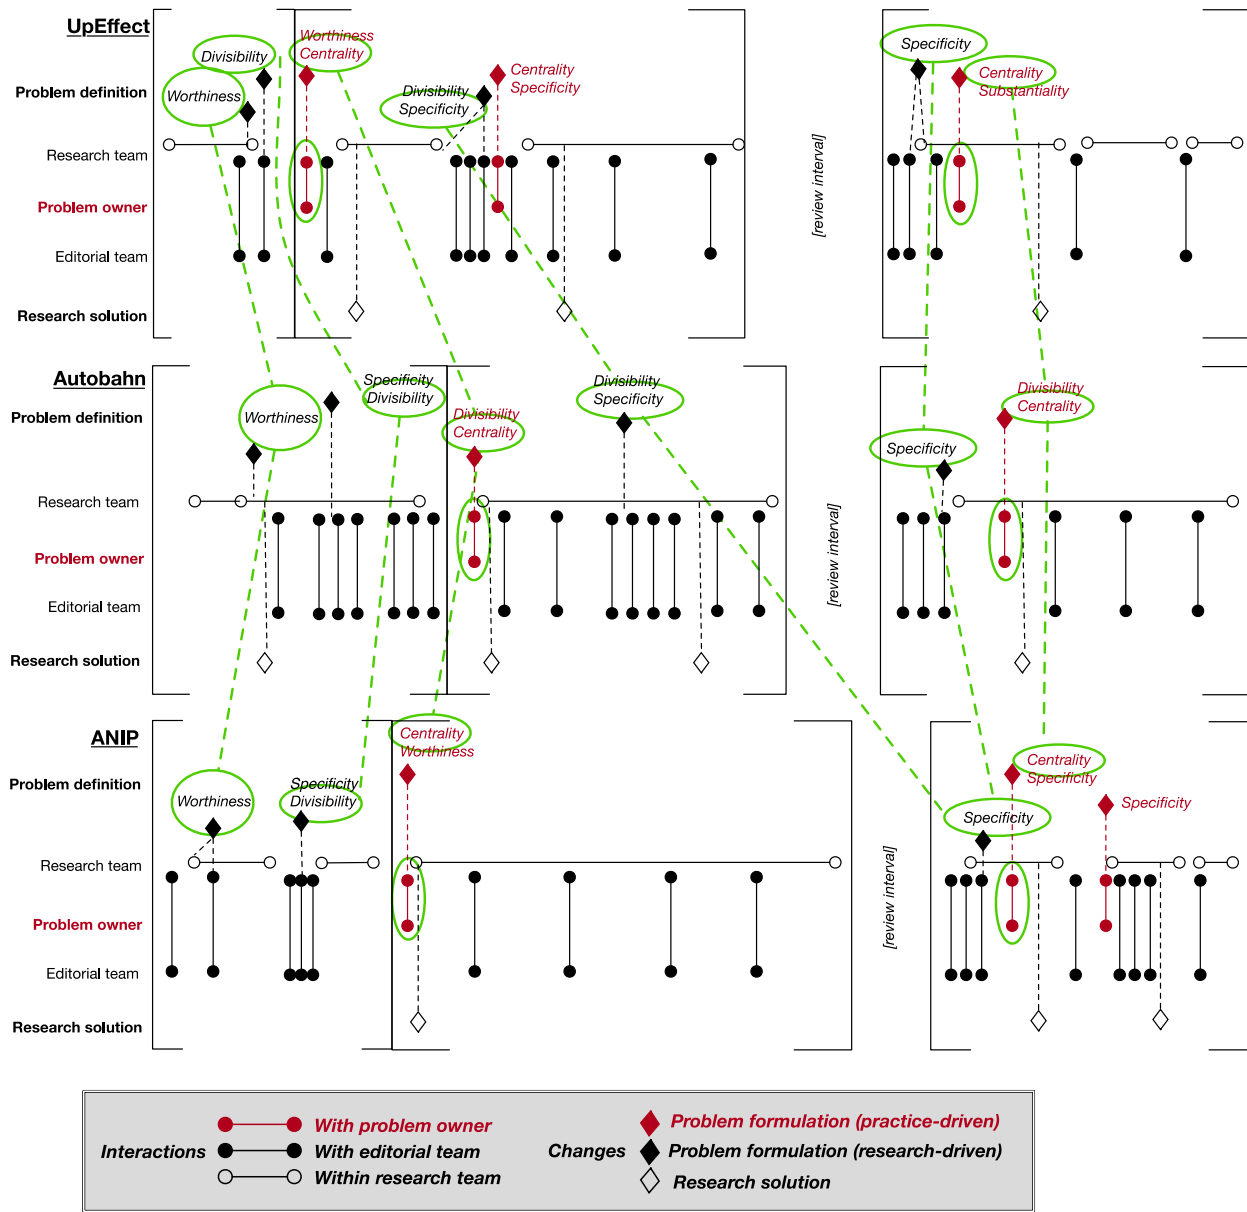 UpEffect
Worthiness
Centrality
Divisibility
Specificity
Centrality
Specificity
Centrality
Substantiality
Problem definition
Worthiness
Divisibility
Specificity
Research team
Problem owner
[review interval]
Editorial team
Research solution
Autobahn
Specificity
Divisibility
Divisibility
Specificity
Divisibility
Centrality
Problem definition
Worthiness
Divisibility
Centrality
Specificity
Research team
Problem owner
[review interval]
Editorial team
Research solution
ANIP
Centrality
Worthiness
Centrality
Specificity
Problem definition
Specificity
Divisibility
Worthiness
Specificity
Specificity
Research team
Problem owner
[review interval]
Editorial team
Research solution
Interactions
With problem owner
With editorial team
Within research team
Changes
Problem formulation (practice-driven)
Problem formulation (research-driven)
Research solution